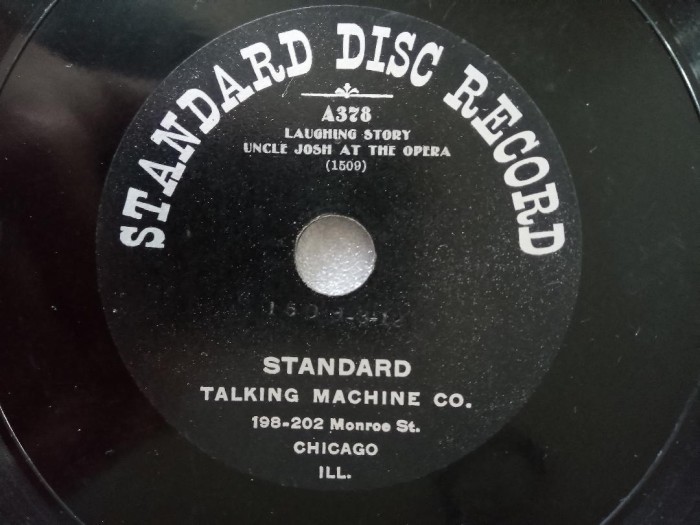 STANDARD DISC RECORD
A378
LAUGHING STORY
UNCLE JOSH AT THE OPERA
(1509)
STANDARD
TALKING MACHINE CO.
198-202 Monroe St.
CHICAGO
ILL.